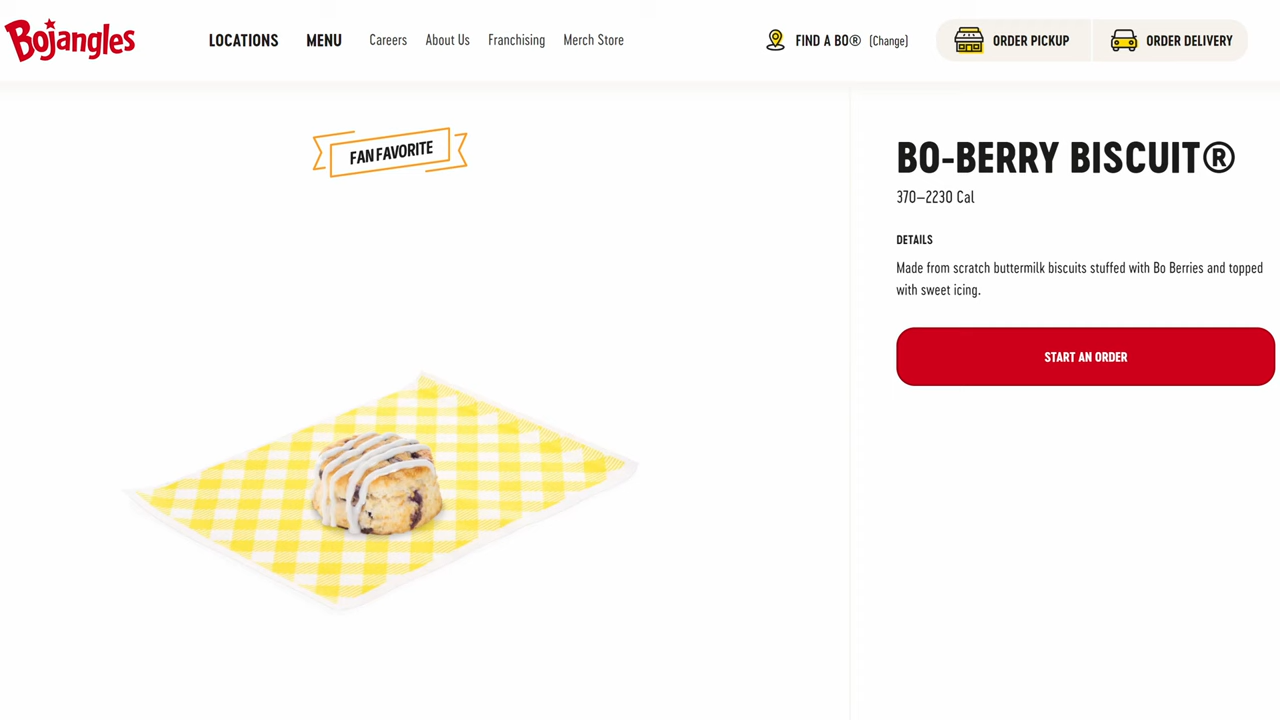 Bojangles
LOCATIONS MENU Careers About Us Franchising Merch Store FIND A BO® (Change) ORDER PICKUP ORDER DELIVERY
FAN FAVORITE
BO-BERRY BISCUIT®
370–2230 Cal
DETAILS
Made from scratch buttermilk biscuits stuffed with Bo Berries and topped
with sweet icing.
START AN ORDER